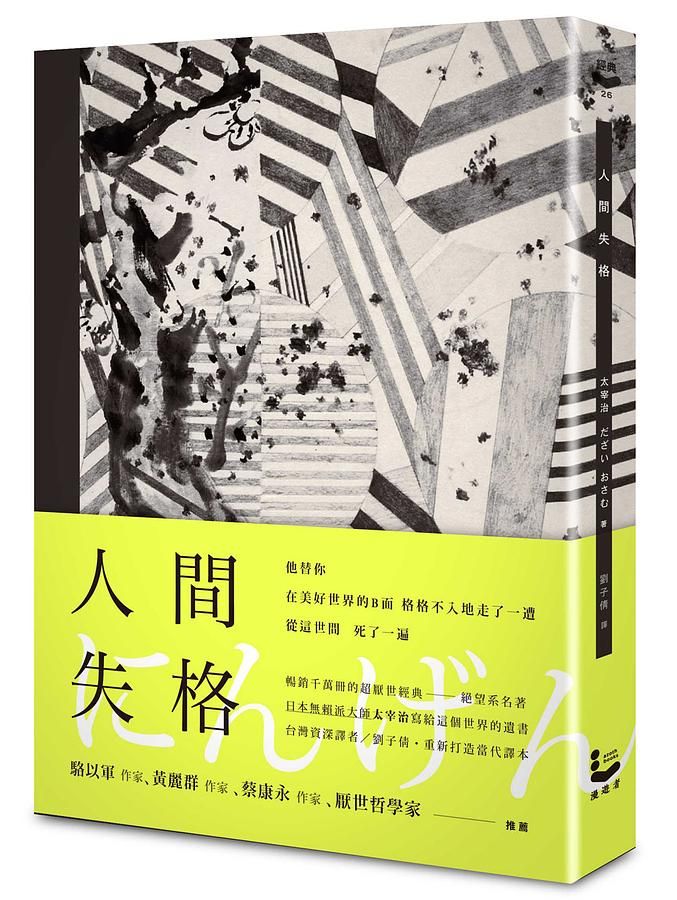 人間
失格
にんげん
他替你
在美好世界的B面 格格不入地走了一遭
從這世間 死了一遍
暢銷千萬冊的超厭世經典——絕望系名著
日本無賴派大師太宰治寫給這個世界的遺書
台灣資深譯者／劉子倩・重新打造當代譯本
駱以軍 作家、黃麗群 作家、蔡康永 作家、厭世哲學家 —— 推薦
經典
26
人間失格
太宰治 だざい おさむ 著
劉子倩 譯
azoth
books
漫遊者